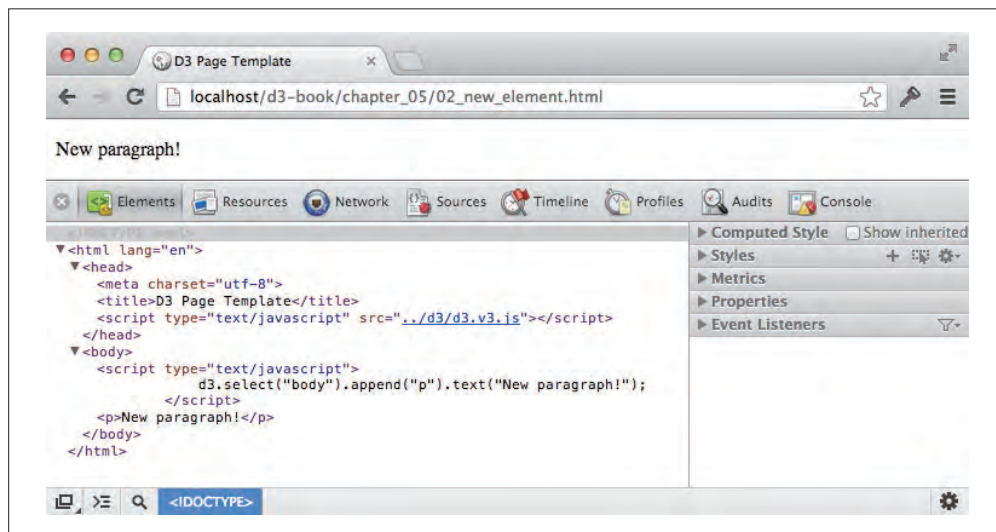 D3 Page Template
localhost/d3-book/chapter_05/02_new_element.html
New paragraph!
Elements Resources Network Sources Timeline Profiles Audits Console
▶ Computed Style Show inherited
▼<html lang="en"> ▶ Styles
▼<head> ▶ Metrics
<meta charset="utf-8">
<title>D3 Page Template</title> ▶ Properties
<script type="text/javascript" src="../d3/d3.v3.js"></script> ▶ Event Listeners
</head>
▼<body>
<script type="text/javascript">
d3.select("body").append("p").text("New paragraph!");
</script>
<p>New paragraph!</p>
</body>
</html>
<!DOCTYPE>